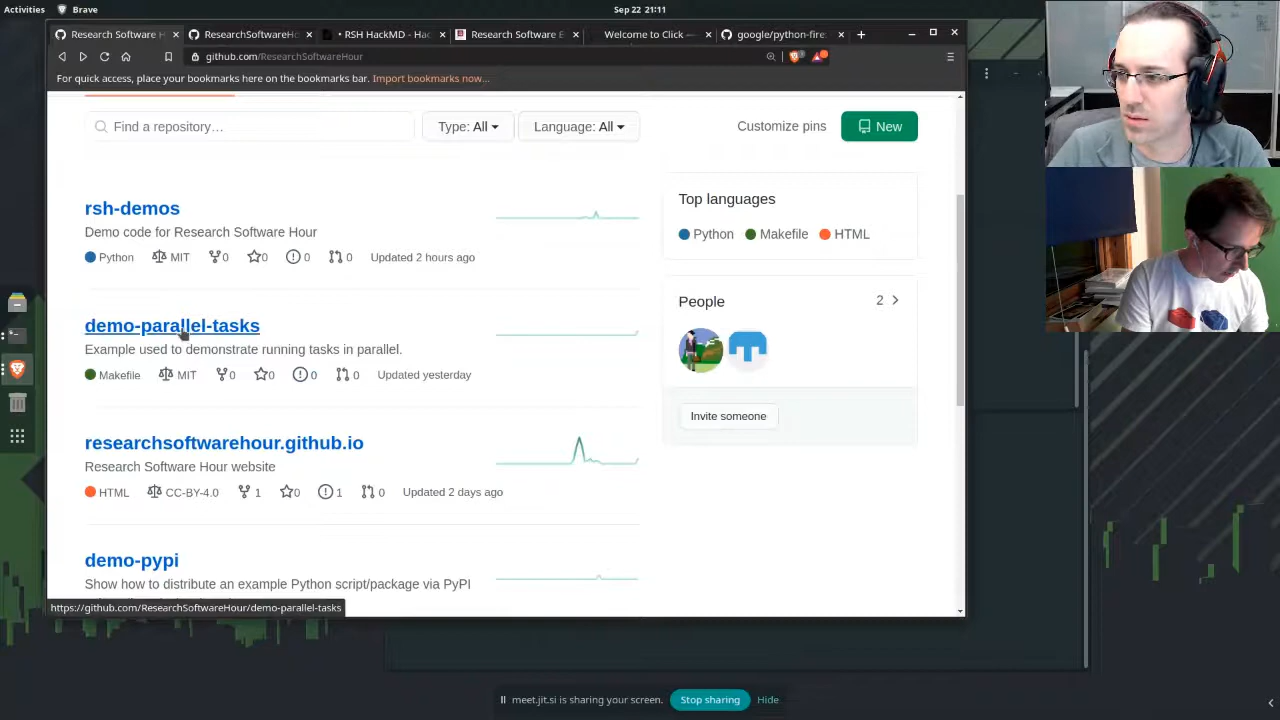 Activities
Brave
Sep 22 21:11
Research Software H
ResearchSoftwareHo
• RSH HackMD - Hac
Research Software E
Welcome to Click —
google/python-fire:
github.com/ResearchSoftwareHour
For quick access, place your bookmarks here on the bookmarks bar. Import bookmarks now...
Find a repository…
Type: All
Language: All
Customize pins
New
rsh-demos
Demo code for Research Software Hour
Python MIT 0 0 0 0 Updated 2 hours ago
demo-parallel-tasks
Example used to demonstrate running tasks in parallel.
Makefile MIT 0 0 0 0 Updated yesterday
researchsoftwarehour.github.io
Research Software Hour website
HTML CC-BY-4.0 1 0 1 0 Updated 2 days ago
demo-pypi
Show how to distribute an example Python script/package via PyPI
Top languages
Python Makefile HTML
People 2
Invite someone
https://github.com/ResearchSoftwareHour/demo-parallel-tasks
meet.jit.si is sharing your screen. Stop sharing Hide